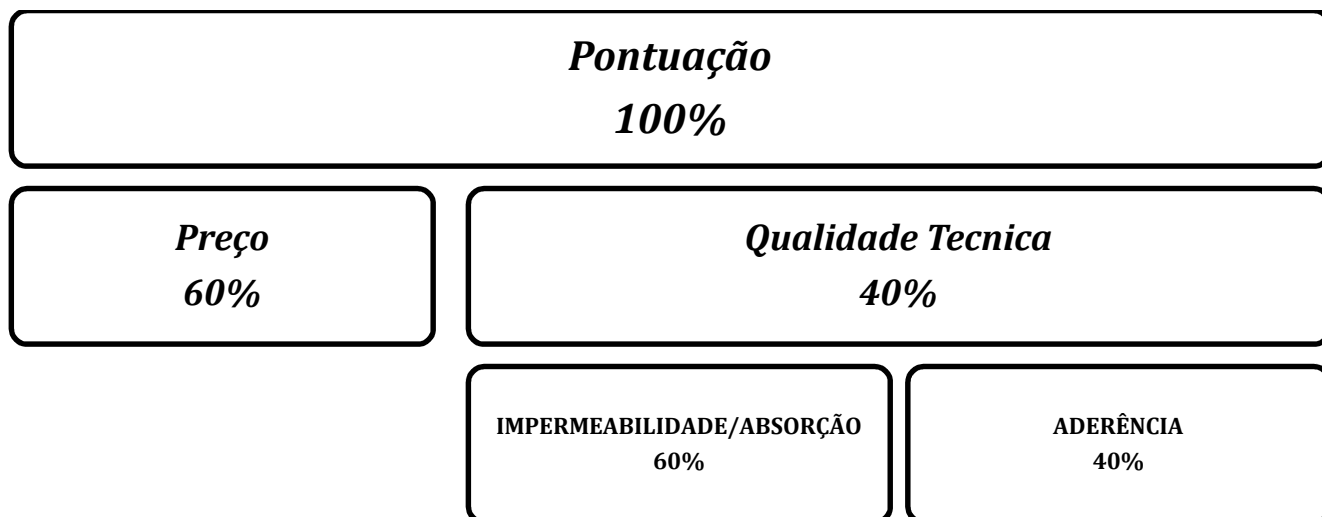 Pontuação
100%
Preço
60%
Qualidade Tecnica
40%
IMPERMEABILIDADE/ABSORÇÃO
60%
ADERÊNCIA
40%